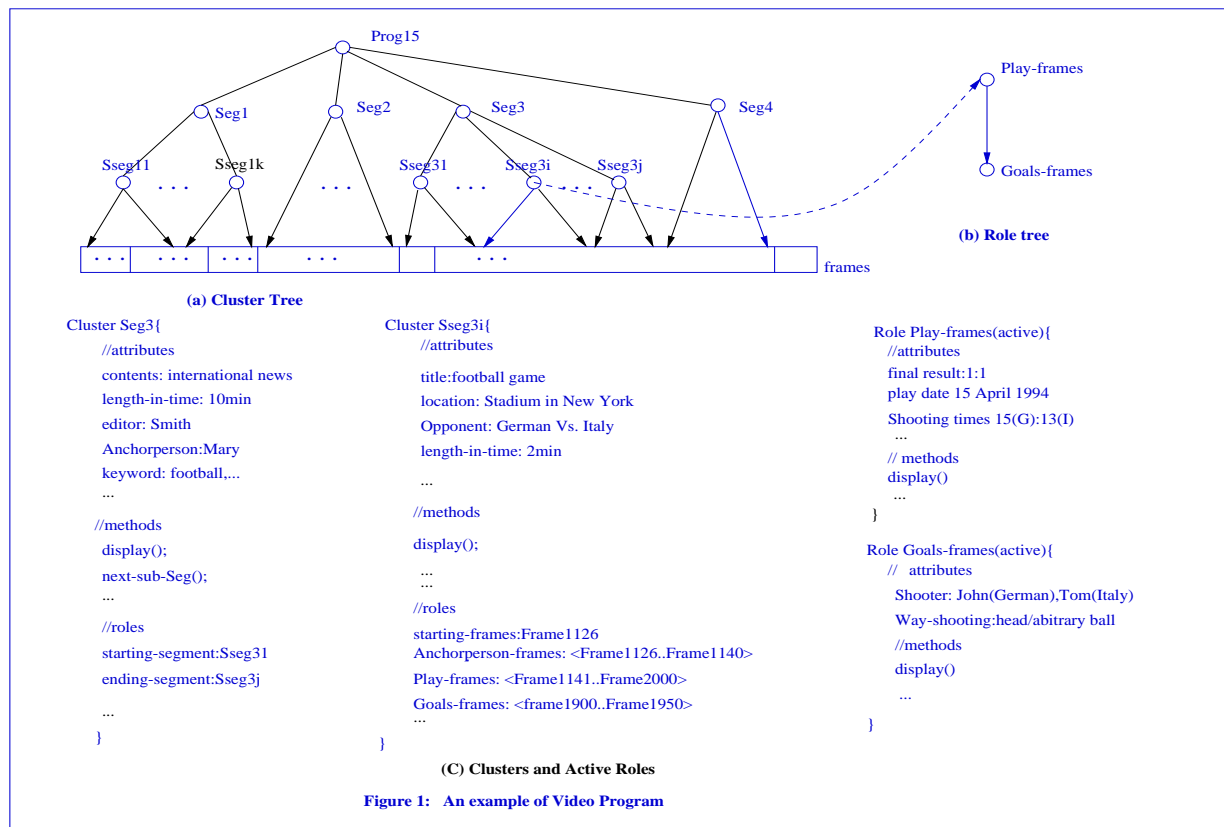 Prog15
Seg1
Seg2
Seg3
Seg4
Sseg11
Sseg1k
Sseg31
Sseg3i
Sseg3j
. . .
. . .
. . .
. . .
. . .
. . .
. . .
. . .
. . .
frames
(a) Cluster Tree
Play-frames
Goals-frames
(b) Role tree
Cluster Seg3{
//attributes
contents: international news
length-in-time: 10min
editor: Smith
Anchorperson:Mary
keyword: football,...
...
//methods
display();
next-sub-Seg();
...
//roles
starting-segment:Sseg31
ending-segment:Sseg3j
...
}
Cluster Sseg3i{
//attributes
title:football game
location: Stadium in New York
Opponent: German Vs. Italy
length-in-time: 2min
...
//methods
display();
...
...
//roles
starting-frames:Frame1126
Anchorperson-frames: <Frame1126..Frame1140>
Play-frames: <Frame1141..Frame2000>
Goals-frames: <frame1900..Frame1950>
...
}
Role Play-frames(active){
//attributes
final result:1:1
play date 15 April 1994
Shooting times 15(G):13(I)
...
// methods
display()
...
}
Role Goals-frames(active){
// attributes
Shooter: John(German),Tom(Italy)
Way-shooting:head/abitrary ball
//methods
display()
...
}
(C) Clusters and Active Roles
Figure 1: An example of Video Program